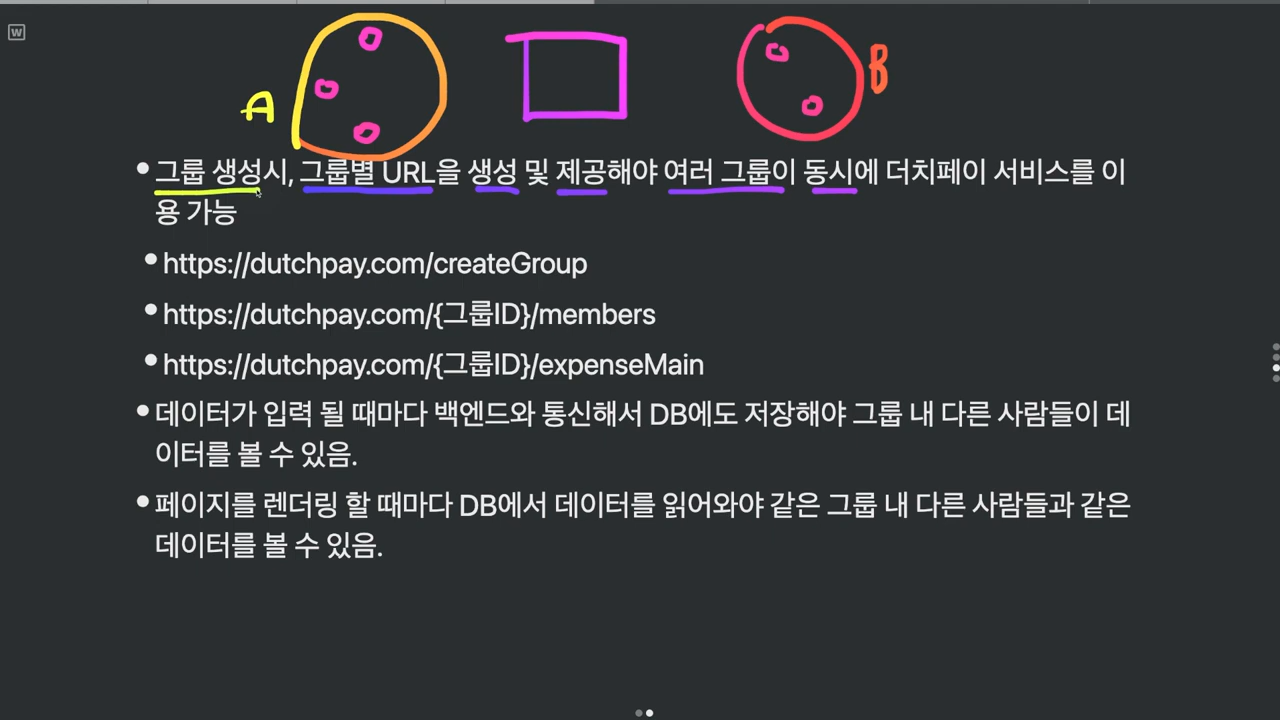 W
A
B
• 그룹 생성시, 그룹별 URL을 생성 및 제공해야 여러 그룹이 동시에 더치페이 서비스를 이
용 가능
• https://dutchpay.com/createGroup
• https://dutchpay.com/{그룹ID}/members
• https://dutchpay.com/{그룹ID}/expenseMain
• 데이터가 입력 될 때마다 백엔드와 통신해서 DB에도 저장해야 그룹 내 다른 사람들이 데
이터를 볼 수 있음.
• 페이지를 렌더링 할 때마다 DB에서 데이터를 읽어와야 같은 그룹 내 다른 사람들과 같은
데이터를 볼 수 있음.